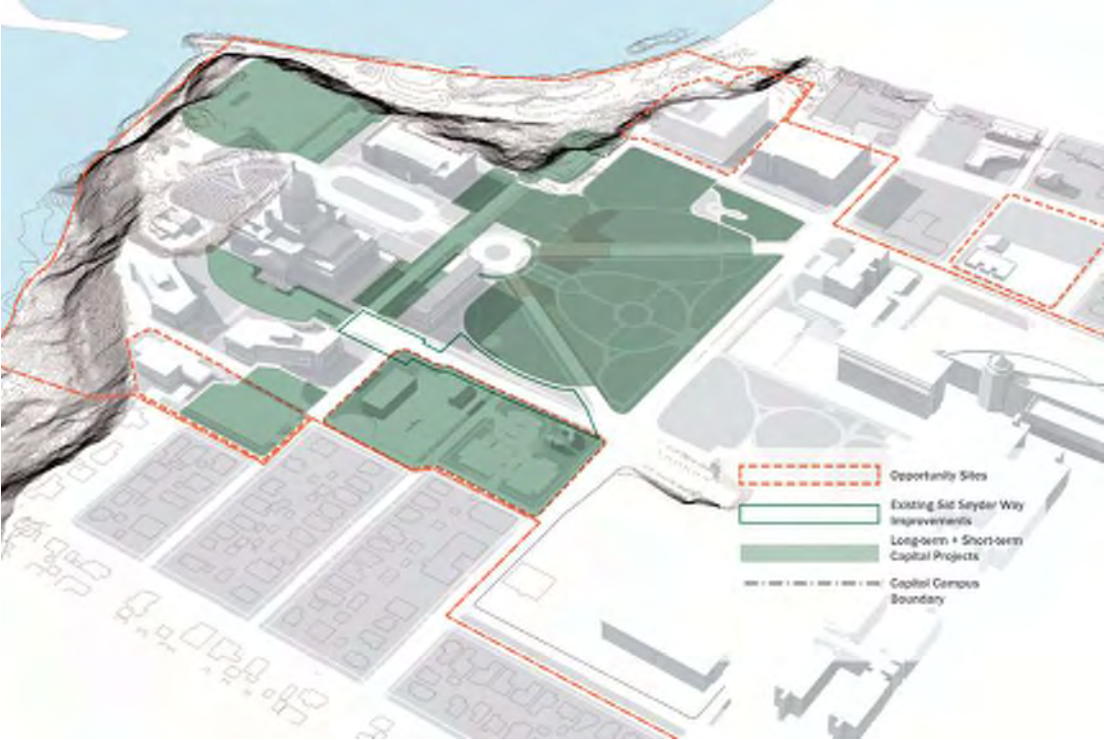 Opportunity Sites
Existing Sid Snyder Way
Improvements
Long-term + Short-term
Capital Projects
Capitol Campus
Boundary